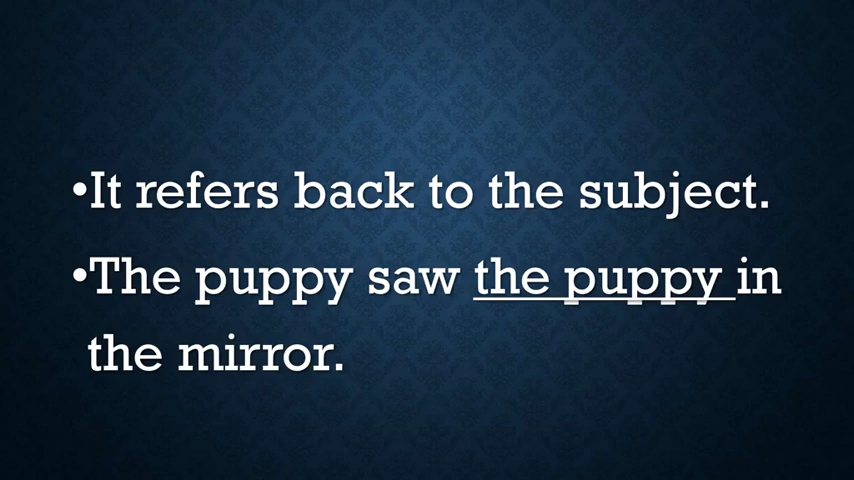 •It refers back to the subject.
•The puppy saw the puppy in
the mirror.